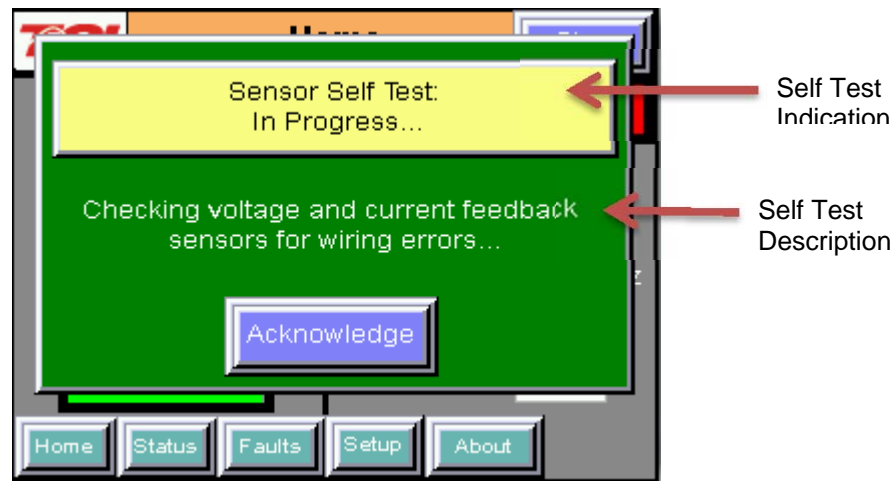 Sensor Self Test:
In Progress...
Self Test
Indication
Checking voltage and current feedback
sensors for wiring errors...
Self Test
Description
Acknowledge
Home
Status
Faults
Setup
About